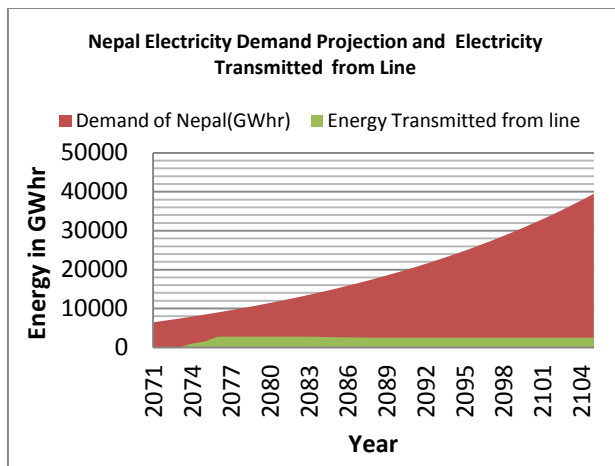 Nepal Electricity Demand Projection and Electricity
Transmitted from Line
Demand of Nepal(GWhr) Energy Transmitted from line
50000
40000
30000
20000
10000
0
Energy in GWhr
2071 2074 2077 2080 2083 2086 2089 2092 2095 2098 2101 2104
Year